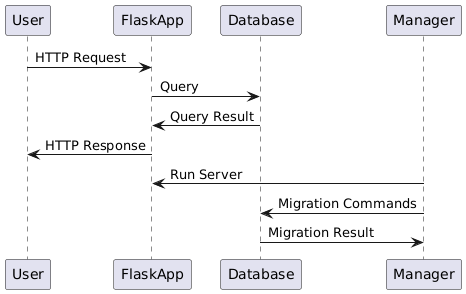 User FlaskApp Database Manager
HTTP Request
Query
Query Result
HTTP Response
Run Server
Migration Commands
Migration Result
User FlaskApp Database Manager